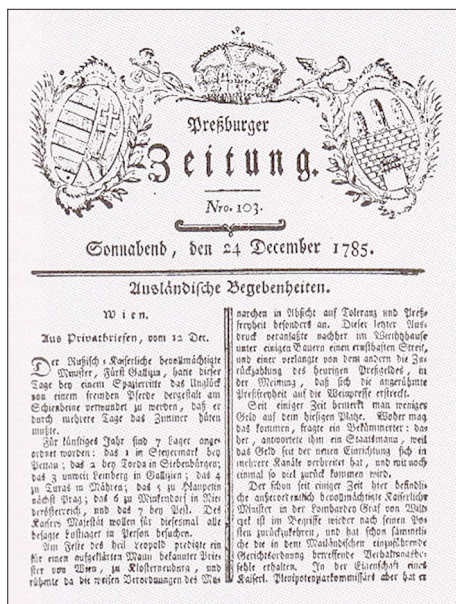 Preßburger
Zeitung.
Nro. 103.
Sonnabend, den 24 December 1785.
Ausländische Begebenheiten.
Wien.
Aus Privatbriefen, vom 12 Dec.
Der Rußisch-Kaiserliche bevollmächtigte
Minister, Fürst Gallizin, hatte dieser
Tage bey einem Spazierritte das Unglück
von einem fremden Pferde dergestalt am
Schienbeine verwundet zu werden, daß er
durch mehrere Tage das Zimmer hüten
mußte.
Für künftiges Jahr sind 7 Lager ange-
ordnet worden: das 1 in Steyermark bey
Pettau; das 2 bey Torda in Siebenbürgen;
das 3 unweit Lemberg in Gallizien; das 4
zu Turas in Mähren; das 5 zu Hlaupetin
nächst Prag; das 6 zu Minkendorf in Nie-
derösterreich, und das 7 bey Pest. Des
Kaisers Majestät wollen für diesesmal alle
besagte Lustlager in Person besuchen.
Am Feste des heil Leopold predigte ein
für einen aufgeklärten Mann bekannter Prie-
ster von Wien, zu Klosterneuburg, und
rühmte da die weisen Verordnungen des Mo-
narchen in Absicht auf Toleranz und Preß-
freyheit besonders an. Dieser letzter Aus-
druck veranlaßte nachher im Wirthshause
unter einigen Bauern einen ernsthaften Streit,
und einer verlangte von dem andern die Zu-
rückzahlung des heurigen Preßgeldes, in
der Meinung, daß sich die angerühmte
Preßfreiheit auf die Weinpresse erstreckt.
Seit einiger Zeit bemerkt man weniger
Geld auf dem hiesigen Platze. Woher mag
das kommen, fragte ein Bekümmerter: da-
her, antwortete ihm ein Staatsmann, weil
das Geld seit der neuen Einrichtung sich in
mehrere Kanäle verbreitet hat, und wir noch
einmal so viel zurück kommen wird.
Der schon seit einiger Zeit hier befindli-
che außerordentlich bevollmächtigte Kaiserliche
Minister in der Lombardey Graf von Wilt-
zek ist im Begriffe wieder nach seinen Po-
sten zurückzukehren, und hat schon sämmtli-
che die in dem Mailändischen einzuführende
Gerichtsordnung betreffende Verhaltungsbe-
fehle erhalten. In der Eigenschaft eines
Kaiserl. Plenipotenziarkommissärs aber hat er